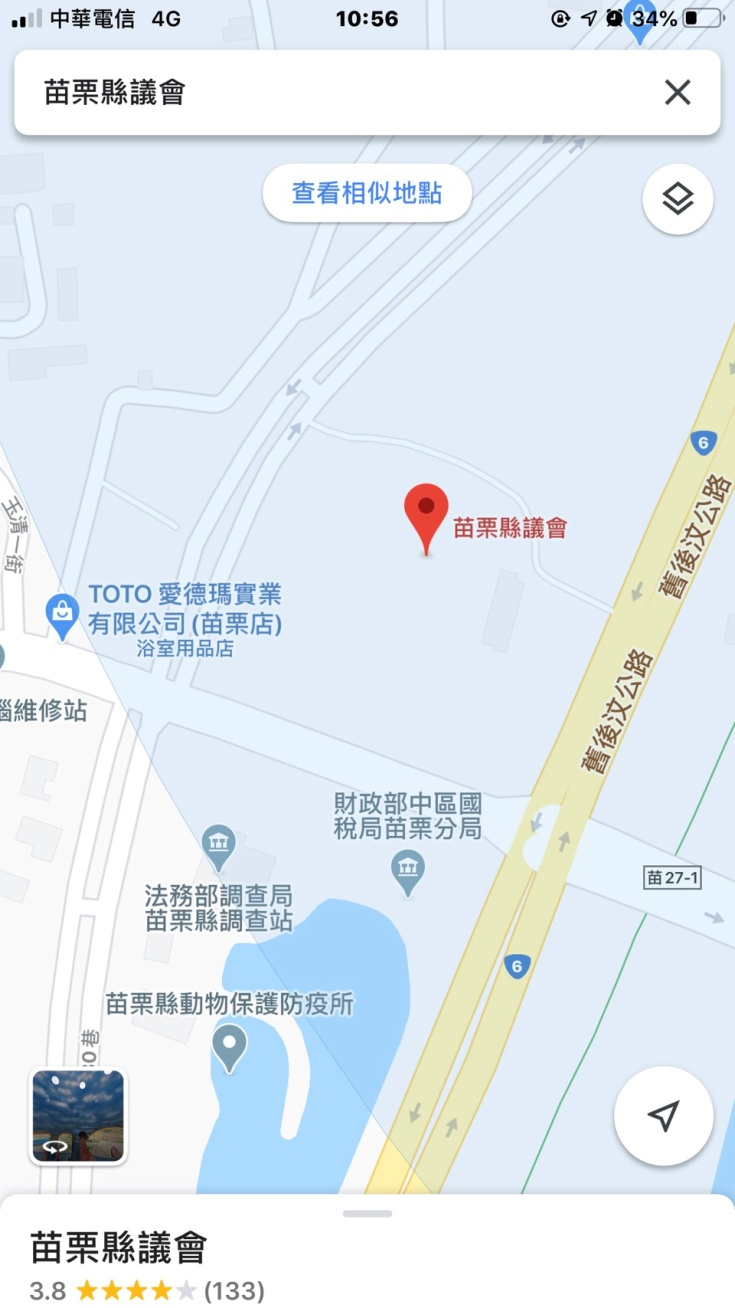 中華電信 4G 10:56 34%
苗栗縣議會
查看相似地點
6
舊後汶公路
苗栗縣議會
玉清一街
TOTO 愛德瑪實業
有限公司(苗栗店)
浴室用品店
舊後汶公路
維修站
財政部中區國
稅局苗栗分局
苗27-1
法務部調查局
苗栗縣調查站
6
苗栗縣動物保護防疫所
0巷
苗栗縣議會
3.8 (133)